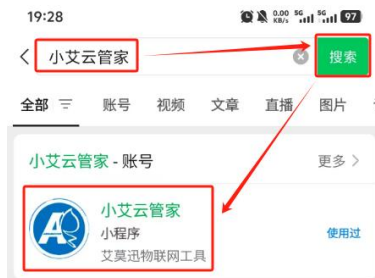 19:28 0.00 KB/s 5G 5G 97
小艾云管家 搜索
全部 账号 视频 文章 直播 图片
小艾云管家 - 账号 更多
小艾云管家
小程序 使用过
艾莫迅物联网工具